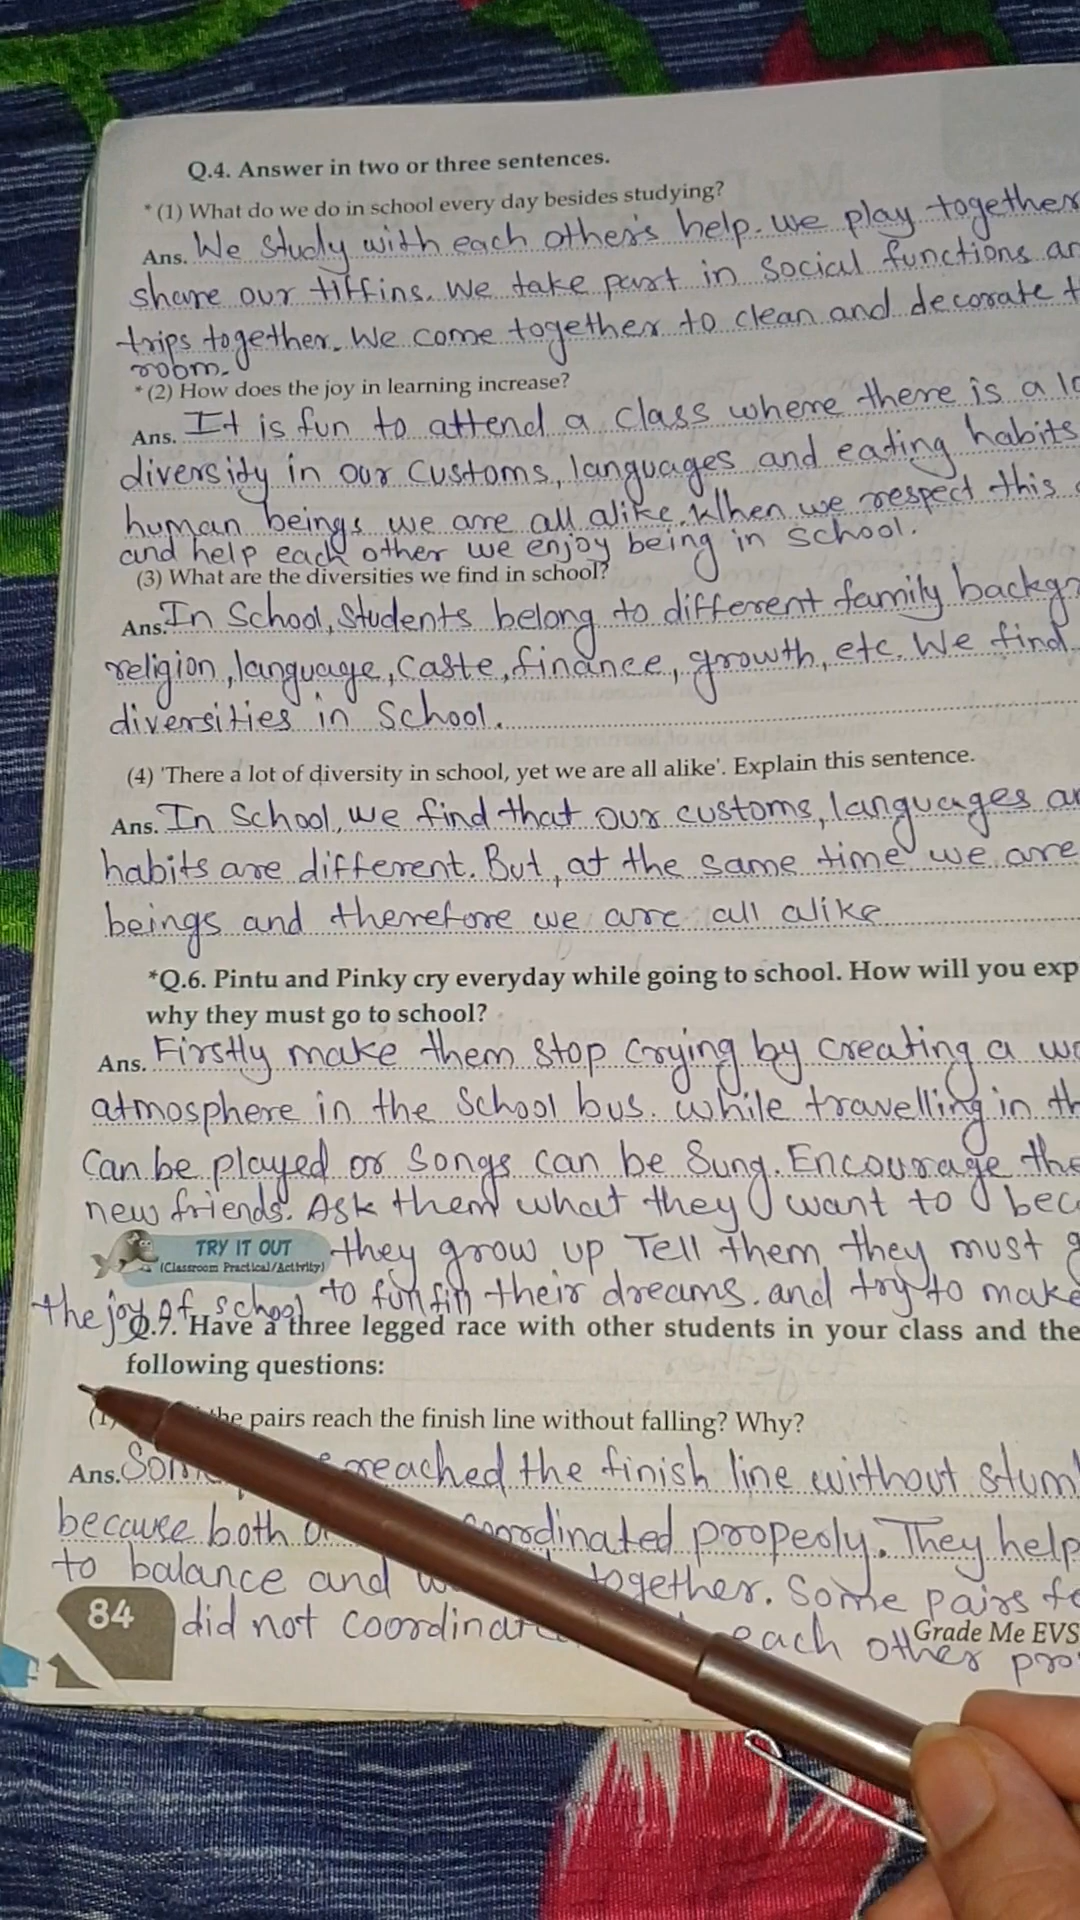 Q.4. Answer in two or three sentences.
* (1) What do we do in school every day besides studying?
Ans. We study with each other's help. we play together
share our tiffins. We take part in social functions
trips together. We come together to clean and decorate
room.
* (2) How does the joy in learning increase?
Ans. It is fun to attend a class where there is a
diversity in our customs, languages and eating habits
human beings we are all alike. When we respect this
and help each other we enjoy being in school.
(3) What are the diversities we find in school?
Ans. In School, students belong to different family
religion, language, caste, finance, growth, etc. We find
diversities in school.
(4) 'There a lot of diversity in school, yet we are all alike'. Explain this sentence.
Ans. In School, we find that our customs, languages
habits are different. But, at the same time we are
beings and therefore we are all alike
*Q.6. Pintu and Pinky cry everyday while going to school. How will you
why they must go to school?
Ans. Firstly make them stop crying by creating a
atmosphere in the School bus. while travelling in
can be played or songs can be sung. Encourage
new friends. Ask them what they want to
TRY IT OUT
(Classroom Practical/Activity)
they grow up Tell them they must
to fulfil their dreams. and try to make
the joy of school
Q.7. Have a three legged race with other students in your class and
following questions:
(1) the pairs reach the finish line without falling? Why?
Ans. reached the finish line without
because both coordinated properly. They help
to balance and together. Some pairs
did not each other
84
Grade Me EVS